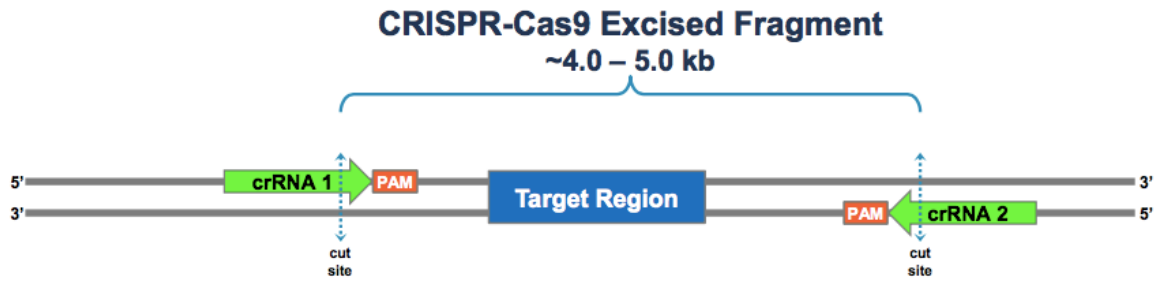 CRISPR-Cas9 Excised Fragment
~4.0 – 5.0 kb
5’ crRNA 1 PAM 3’
Target Region
3’ PAM crRNA 2 5’
cut
site
cut
site